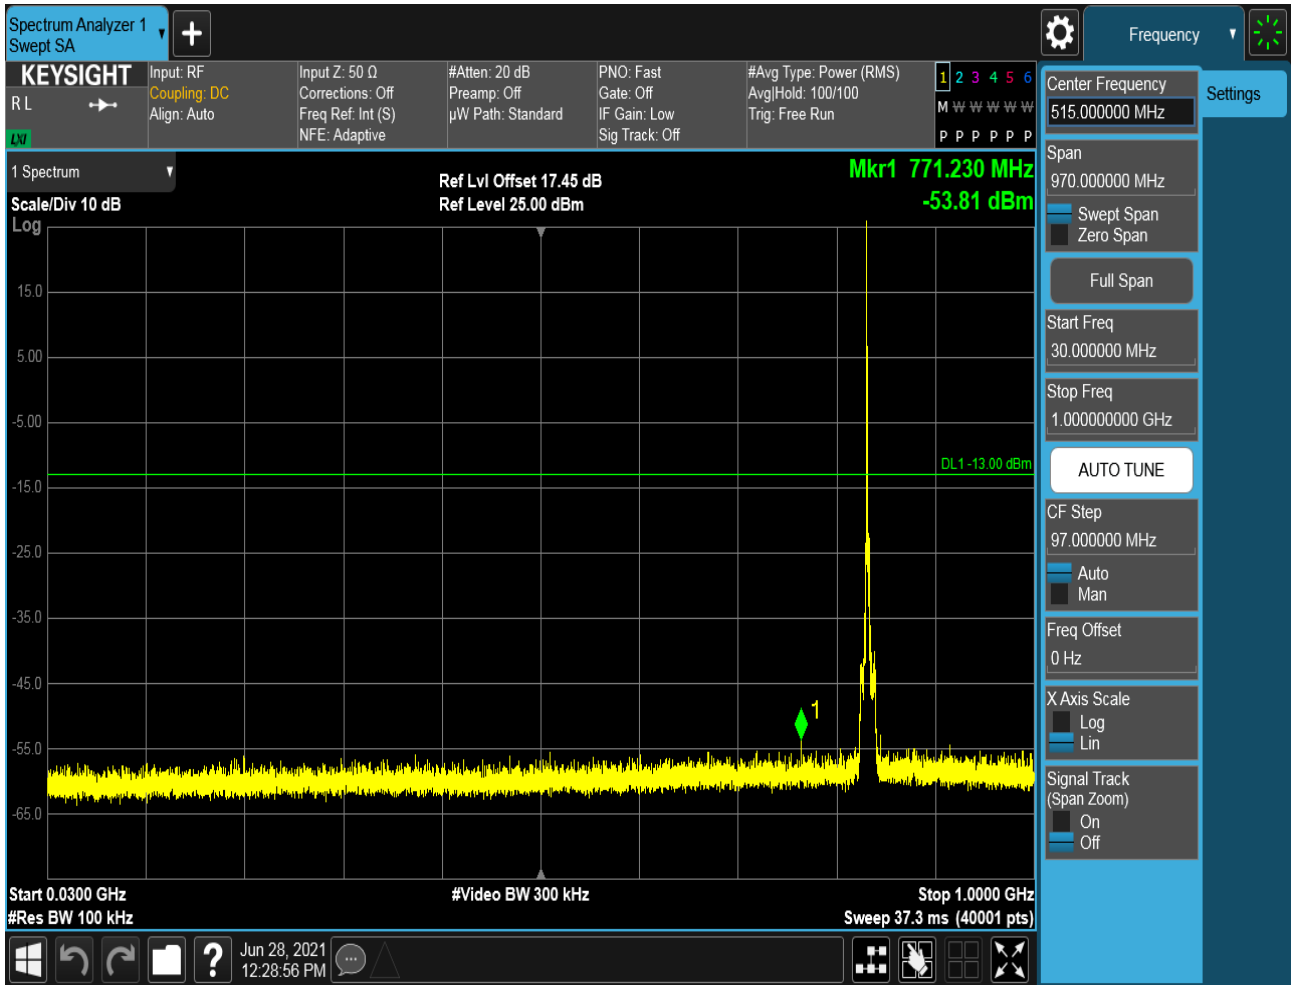 Spectrum Analyzer 1
Swept SA
Frequency
KEYSIGHT
R L
LXI
Input: RF
Coupling: DC
Align: Auto
Input Z: 50 Ω
Corrections: Off
Freq Ref: Int (S)
NFE: Adaptive
#Atten: 20 dB
Preamp: Off
µW Path: Standard
PNO: Fast
Gate: Off
IF Gain: Low
Sig Track: Off
#Avg Type: Power (RMS)
Avg|Hold: 100/100
Trig: Free Run
1 2 3 4 5 6
M W W W W W
P P P P P P
1 Spectrum
Scale/Div 10 dB
Log
Ref Lvl Offset 17.45 dB
Ref Level 25.00 dBm
Mkr1 771.230 MHz
-53.81 dBm
15.0
5.00
-5.00
-15.0
-25.0
-35.0
-45.0
-55.0
-65.0
DL1 -13.00 dBm
1
Start 0.0300 GHz
#Res BW 100 kHz
#Video BW 300 kHz
Stop 1.0000 GHz
Sweep 37.3 ms (40001 pts)
Center Frequency
515.000000 MHz
Span
970.000000 MHz
Swept Span
Zero Span
Full Span
Start Freq
30.000000 MHz
Stop Freq
1.000000000 GHz
AUTO TUNE
CF Step
97.000000 MHz
Auto
Man
Freq Offset
0 Hz
X Axis Scale
Log
Lin
Signal Track
(Span Zoom)
On
Off
Settings
?
Jun 28, 2021
12:28:56 PM